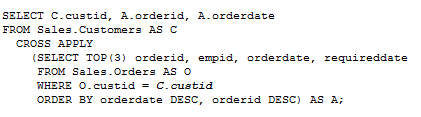 SELECT C.custid, A.orderid, A.orderdate
FROM Sales.Customers AS C
CROSS APPLY
(SELECT TOP(3) orderid, empid, orderdate, requireddate
FROM Sales.Orders AS O
WHERE O.custid = C.custid
ORDER BY orderdate DESC, orderid DESC) AS A;